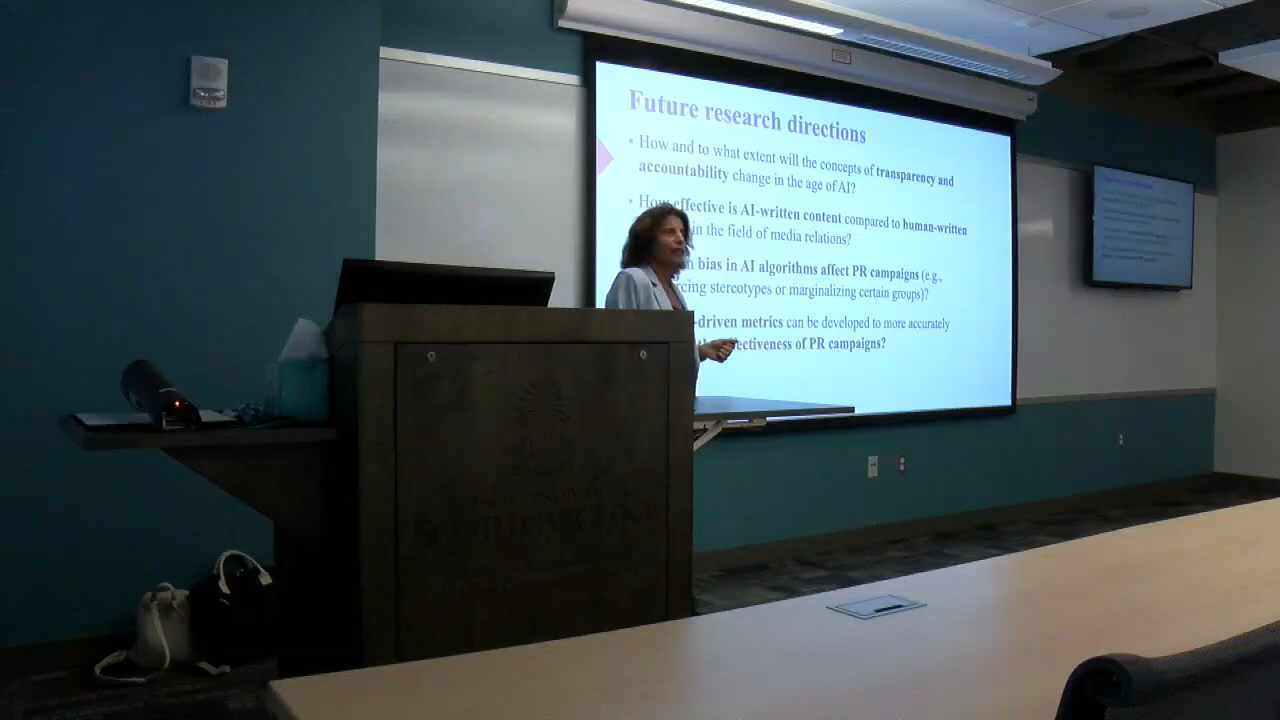 Future research directions
• How and to what extent will the concepts of transparency and
accountability change in the age of AI?
• How effective is AI-written content compared to human-written
in the field of media relations?
bias in AI algorithms affect PR campaigns (e.g.,
rcing stereotypes or marginalizing certain groups)?
-driven metrics can be developed to more accurately
ectiveness of PR campaigns?